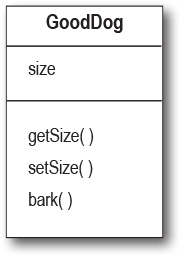 GoodDog
size
getSize( )
setSize( )
bark( )